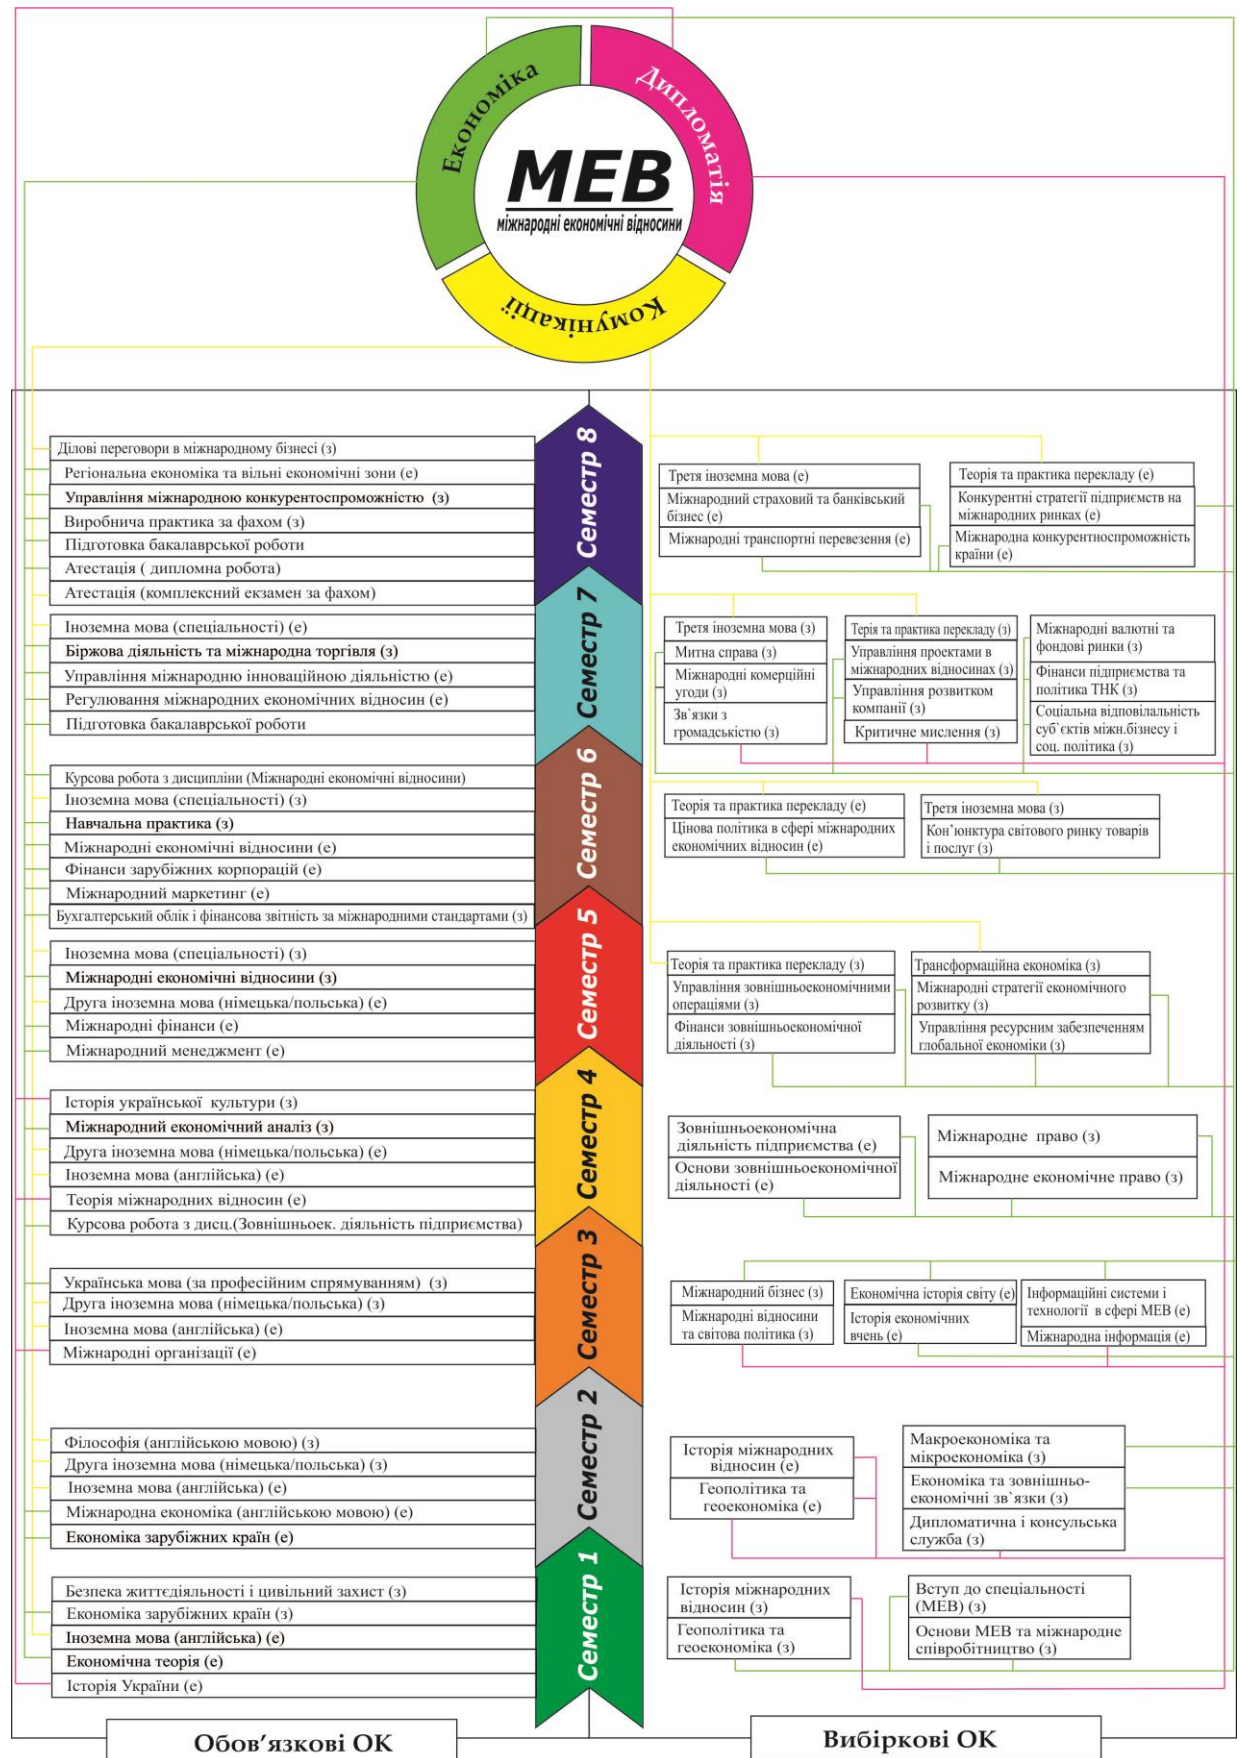 Економіка
Дипломатія
Комунікації
МЕВ
міжнародні економічні відносини
Семестр 8
Ділові переговори в міжнародному бізнесі (з)
Регіональна економіка та вільні економічні зони (е)
Управління міжнародною конкурентоспроможністю (з)
Виробнича практика за фахом (з)
Підготовка бакалаврської роботи
Атестація ( дипломна робота)
Атестація (комплексний екзамен за фахом)
Третя іноземна мова (е)
Міжнародний страховий та банківський
бізнес (е)
Міжнародні транспортні перевезення (е)
Теорія та практика перекладу (е)
Конкурентні стратегії підприємств на
міжнародних ринках (е)
Міжнародна конкурентноспроможність
країни (е)
Семестр 7
Іноземна мова (спеціальності) (е)
Біржова діяльність та міжнародна торгівля (з)
Управління міжнародню інноваційною діяльністю (е)
Регулювання міжнародних економічних відносин (е)
Підготовка бакалаврської роботи
Третя іноземна мова (з)
Митна справа (з)
Міжнародні комерційні
угоди (з)
Зв`язки з
громадськістю (з)
Терія та практика перекладу (з)
Управління проектами в
міжнародних відносинах (з)
Управління розвитком
компанії (з)
Критичне мислення (з)
Міжнародні валютні та
фондові ринки (з)
Фінанси підприємства та
політика ТНК (з)
Соціальна відповілальність
суб`єктів міжн.бізнесу і
соц. політика (з)
Семестр 6
Курсова робота з дисципліни (Міжнародні економічні відносини)
Іноземна мова (спеціальності) (з)
Навчальна практика (з)
Міжнародні економічні відносини (е)
Фінанси зарубіжних корпорацій (е)
Міжнародний маркетинг (е)
Бухгалтерський облік і фінансова звітність за міжнародними стандартами (з)
Теорія та практика перекладу (е)
Цінова політика в сфері міжнародних
економічних відносин (е)
Третя іноземна мова (з)
Кон’юнктура світового ринку товарів
і послуг (з)
Семестр 5
Іноземна мова (спеціальності) (з)
Міжнародні економічні відносини (з)
Друга іноземна мова (німецька/польська) (е)
Міжнародні фінанси (е)
Міжнародний менеджмент (е)
Теорія та практика перекладу (з)
Управління зовнішньоекономічними
операціями (з)
Фінанси зовнішньоекономічної
діяльності (з)
Трансформаційна економіка (з)
Міжнародні стратегії економічного
розвитку (з)
Управління ресурсним забезпеченням
глобальної економіки (з)
Семестр 4
Історія української культури (з)
Міжнародний економічний аналіз (з)
Друга іноземна мова (німецька/польська) (е)
Іноземна мова (англійська) (е)
Теорія міжнародних відносин (е)
Курсова робота з дисц.(Зовнішньоек. діяльність підприємства)
Зовнішньоекономічна
діяльність підприємства (е)
Основи зовнішньоекономічної
діяльності (е)
Міжнародне право (з)
Міжнародне економічне право (з)
Семестр 3
Українська мова (за професійним спрямуванням) (з)
Друга іноземна мова (німецька/польська) (з)
Іноземна мова (англійська) (е)
Міжнародні організації (е)
Міжнародний бізнес (з)
Міжнародні відносини
та світова політика (з)
Економічна історія світу (е)
Історія економічних
вчень (е)
Інформаційні системи і
технології в сфері МЕВ (е)
Міжнародна інформація (е)
Семестр 2
Філософія (англійською мовою) (з)
Друга іноземна мова (німецька/польська) (з)
Іноземна мова (англійська) (е)
Міжнародна економіка (англійською мовою) (е)
Економіка зарубіжних країн (е)
Історія міжнародних
відносин (е)
Геополітика та
геоекономіка (е)
Макроекономіка та
мікроекономіка (з)
Економіка та зовнішньо-
економічні зв`язки (з)
Дипломатична і консульська
служба (з)
Семестр 1
Безпека життєдіяльності і цивільний захист (з)
Економіка зарубіжних країн (з)
Іноземна мова (англійська) (е)
Економічна теорія (е)
Історія України (е)
Історія міжнародних
відносин (з)
Геополітика та
геоекономіка (з)
Вступ до спеціальності
(МЕВ) (з)
Основи МЕВ та міжнародне
співробітництво (з)
Обов’язкові ОК
Вибіркові ОК